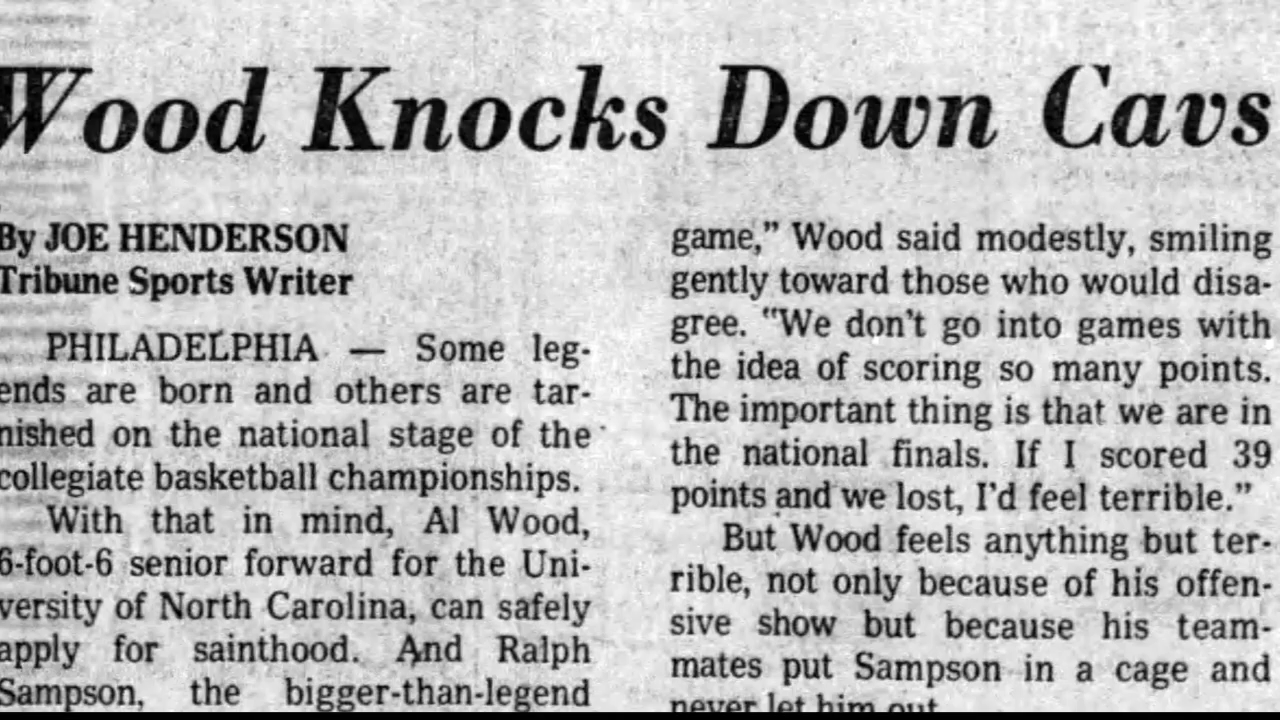 Wood Knocks Down Cavs
By JOE HENDERSON
Tribune Sports Writer
PHILADELPHIA — Some leg-
ends are born and others are tar-
nished on the national stage of the
collegiate basketball championships.
With that in mind, Al Wood,
6-foot-6 senior forward for the Uni-
versity of North Carolina, can safely
apply for sainthood. And Ralph
Sampson, the bigger-than-legend
game,” Wood said modestly, smiling
gently toward those who would disa-
gree. “We don't go into games with
the idea of scoring so many points.
The important thing is that we are in
the national finals. If I scored 39
points and we lost, I'd feel terrible.”
But Wood feels anything but ter-
rible, not only because of his offen-
sive show but because his team-
mates put Sampson in a cage and
never let him out